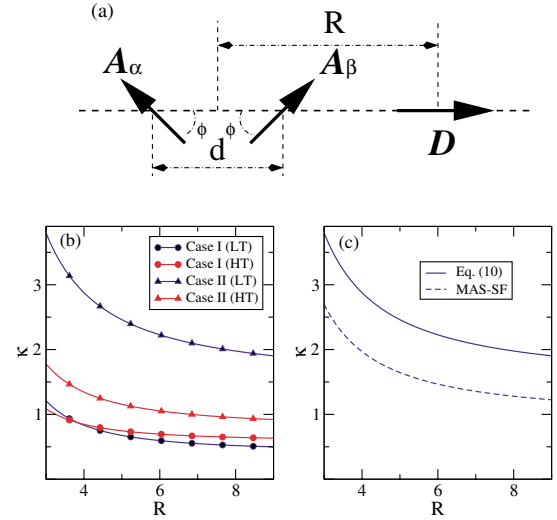 (a)
R
Aα
Aβ
ϕ
ϕ
D
d
(b)
Case I (LT)
Case I (HT)
Case II (LT)
Case II (HT)
κ
3
2
1
4
6
8
R
(c)
Eq. (10)
MAS-SF
κ
3
2
1
4
6
8
R